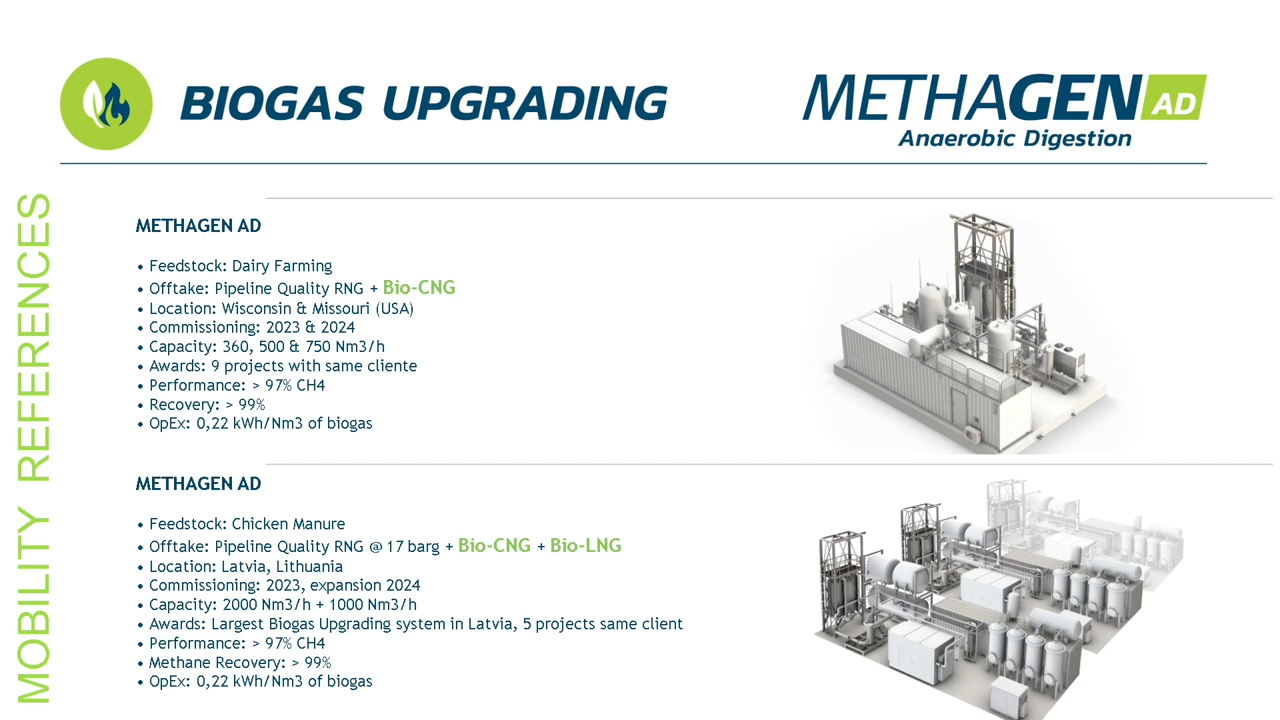 BIOGAS UPGRADING
METHAGEN AD
Anaerobic Digestion
MOBILITY REFERENCES
METHAGEN AD
• Feedstock: Dairy Farming
• Offtake: Pipeline Quality RNG + Bio-CNG
• Location: Wisconsin & Missouri (USA)
• Commissioning: 2023 & 2024
• Capacity: 360, 500 & 750 Nm3/h
• Awards: 9 projects with same cliente
• Performance: > 97% CH4
• Recovery: > 99%
• OpEx: 0,22 kWh/Nm3 of biogas
METHAGEN AD
• Feedstock: Chicken Manure
• Offtake: Pipeline Quality RNG @ 17 barg + Bio-CNG + Bio-LNG
• Location: Latvia, Lithuania
• Commissioning: 2023, expansion 2024
• Capacity: 2000 Nm3/h + 1000 Nm3/h
• Awards: Largest Biogas Upgrading system in Latvia, 5 projects same client
• Performance: > 97% CH4
• Methane Recovery: > 99%
• OpEx: 0,22 kWh/Nm3 of biogas